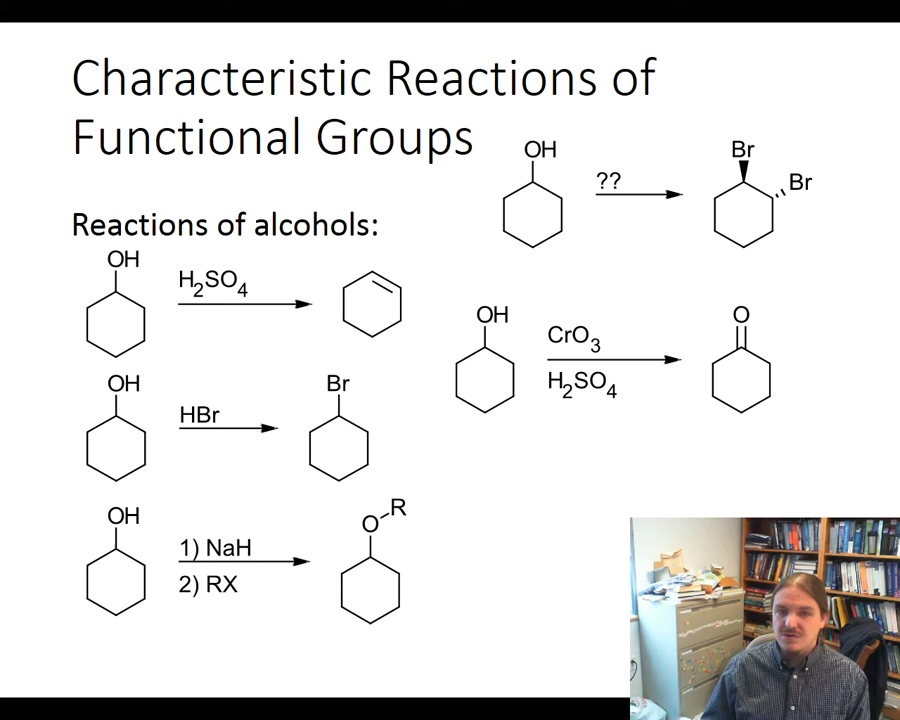 Characteristic Reactions of
Functional Groups
Reactions of alcohols:
OH
??
Br
Br
OH
H₂SO₄
OH
CrO₃
H₂SO₄
O
OH
HBr
Br
OH
1) NaH
2) RX
O-R